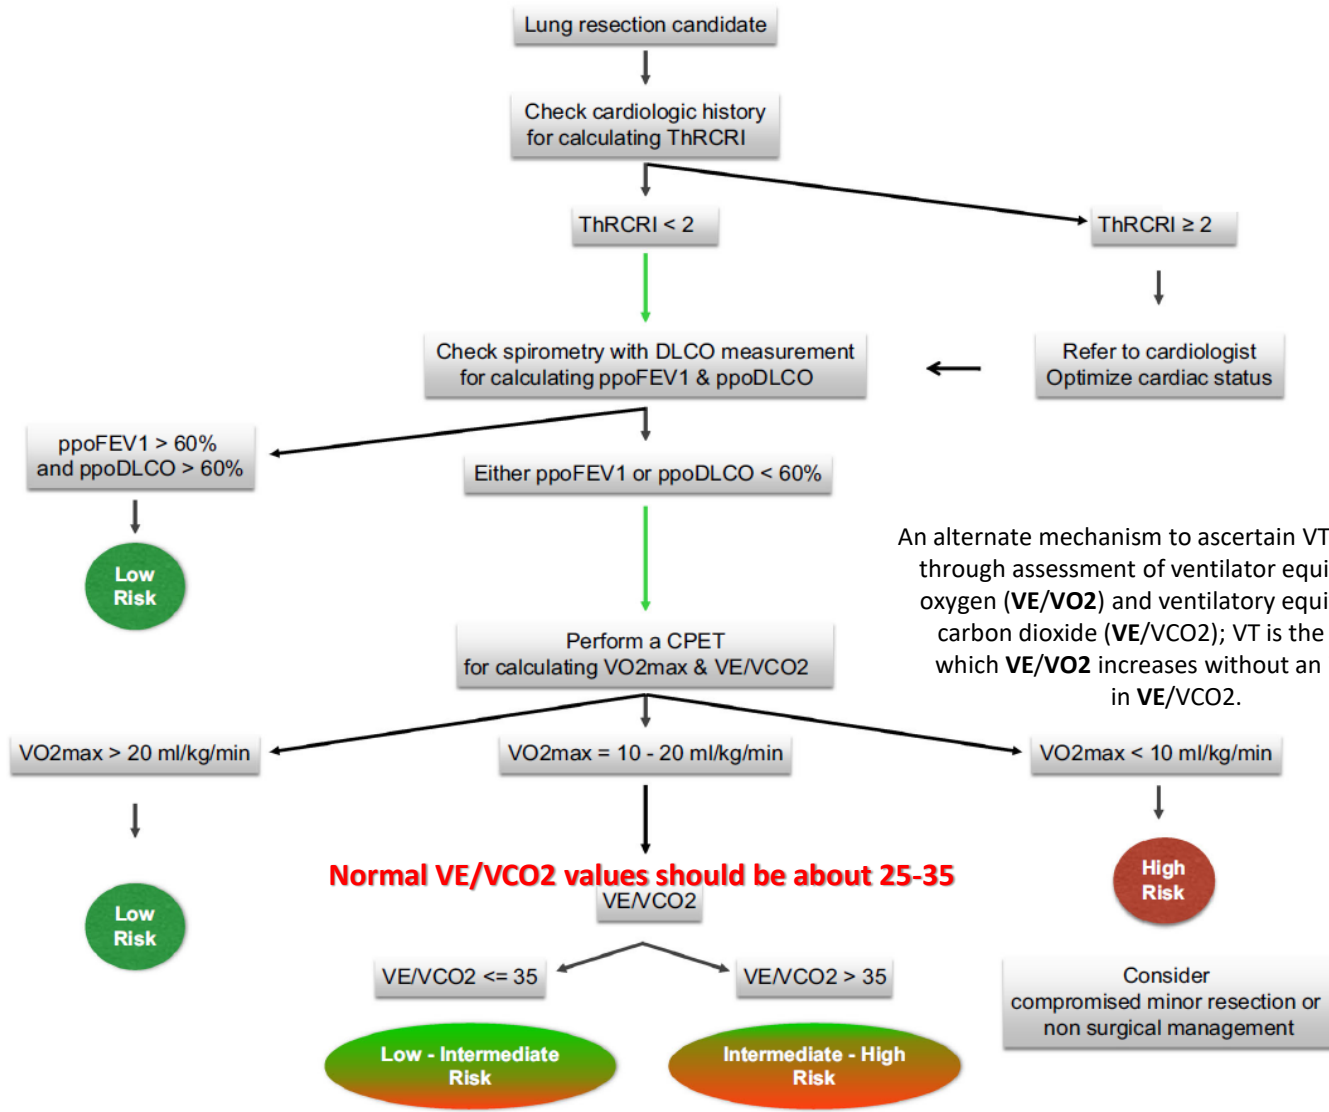 Lung resection candidate
Check cardiologic history
for calculating ThRCRI
ThRCRI < 2
ThRCRI ≥ 2
Check spirometry with DLCO measurement
for calculating ppoFEV1 & ppoDLCO
Refer to cardiologist
Optimize cardiac status
ppoFEV1 > 60%
and ppoDLCO > 60%
Either ppoFEV1 or ppoDLCO < 60%
Low
Risk
An alternate mechanism to ascertain VT
through assessment of ventilator equi
oxygen (VE/VO2) and ventilatory equi
carbon dioxide (VE/VCO2); VT is the
which VE/VO2 increases without an
in VE/VCO2.
Perform a CPET
for calculating VO2max & VE/VCO2
VO2max > 20 ml/kg/min
VO2max = 10 - 20 ml/kg/min
VO2max < 10 ml/kg/min
Low
Risk
Normal VE/VCO2 values should be about 25-35
VE/VCO2
High
Risk
VE/VCO2 <= 35
VE/VCO2 > 35
Consider
compromised minor resection or
non surgical management
Low - Intermediate
Risk
Intermediate - High
Risk